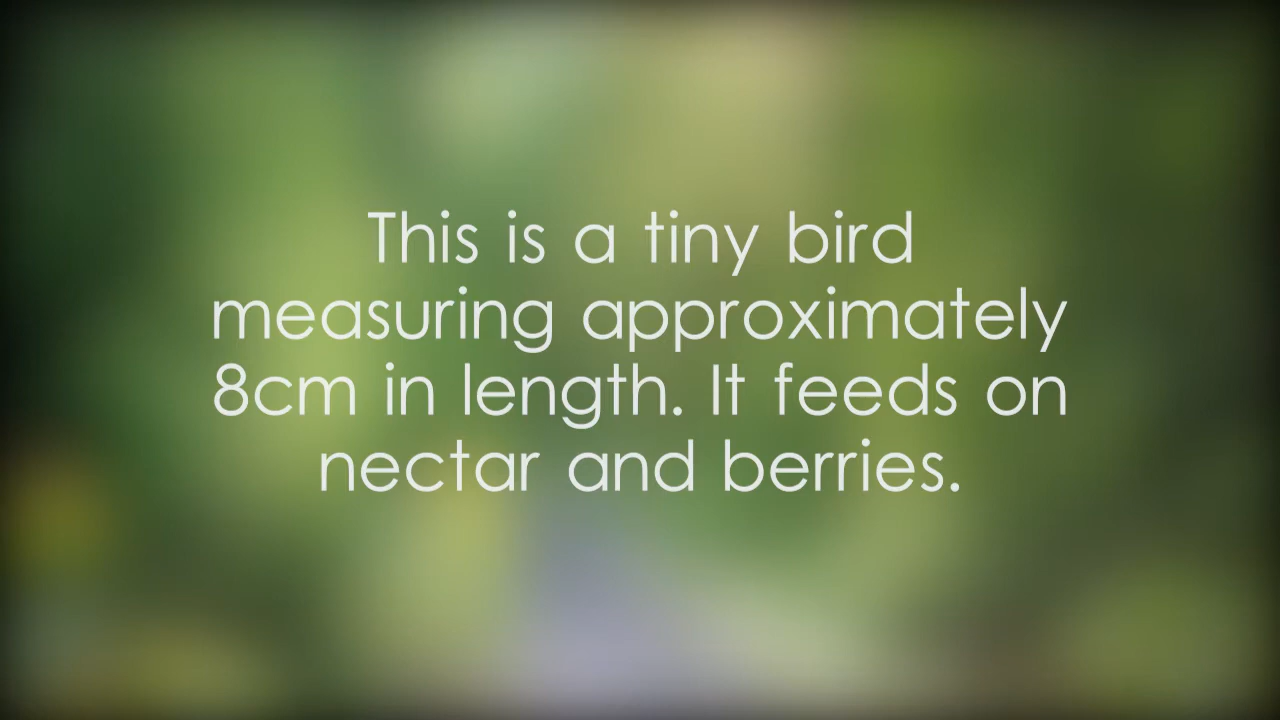 This is a tiny bird
measuring approximately
8cm in length. It feeds on
nectar and berries.